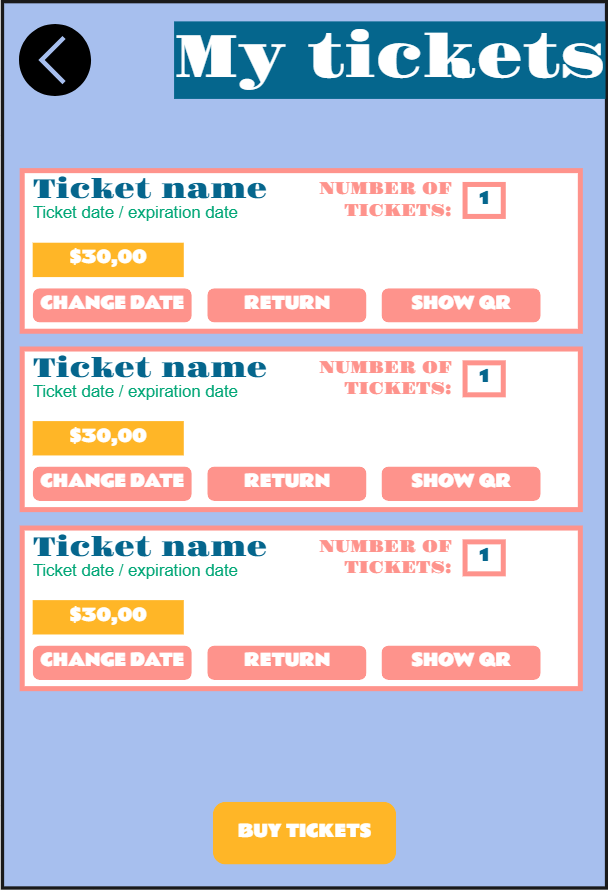 My tickets
Ticket name
NUMBER OF
TICKETS:
1
Ticket date / expiration date
$30,00
CHANGE DATE
RETURN
SHOW QR
Ticket name
NUMBER OF
TICKETS:
1
Ticket date / expiration date
$30,00
CHANGE DATE
RETURN
SHOW QR
Ticket name
NUMBER OF
TICKETS:
1
Ticket date / expiration date
$30,00
CHANGE DATE
RETURN
SHOW QR
BUY TICKETS